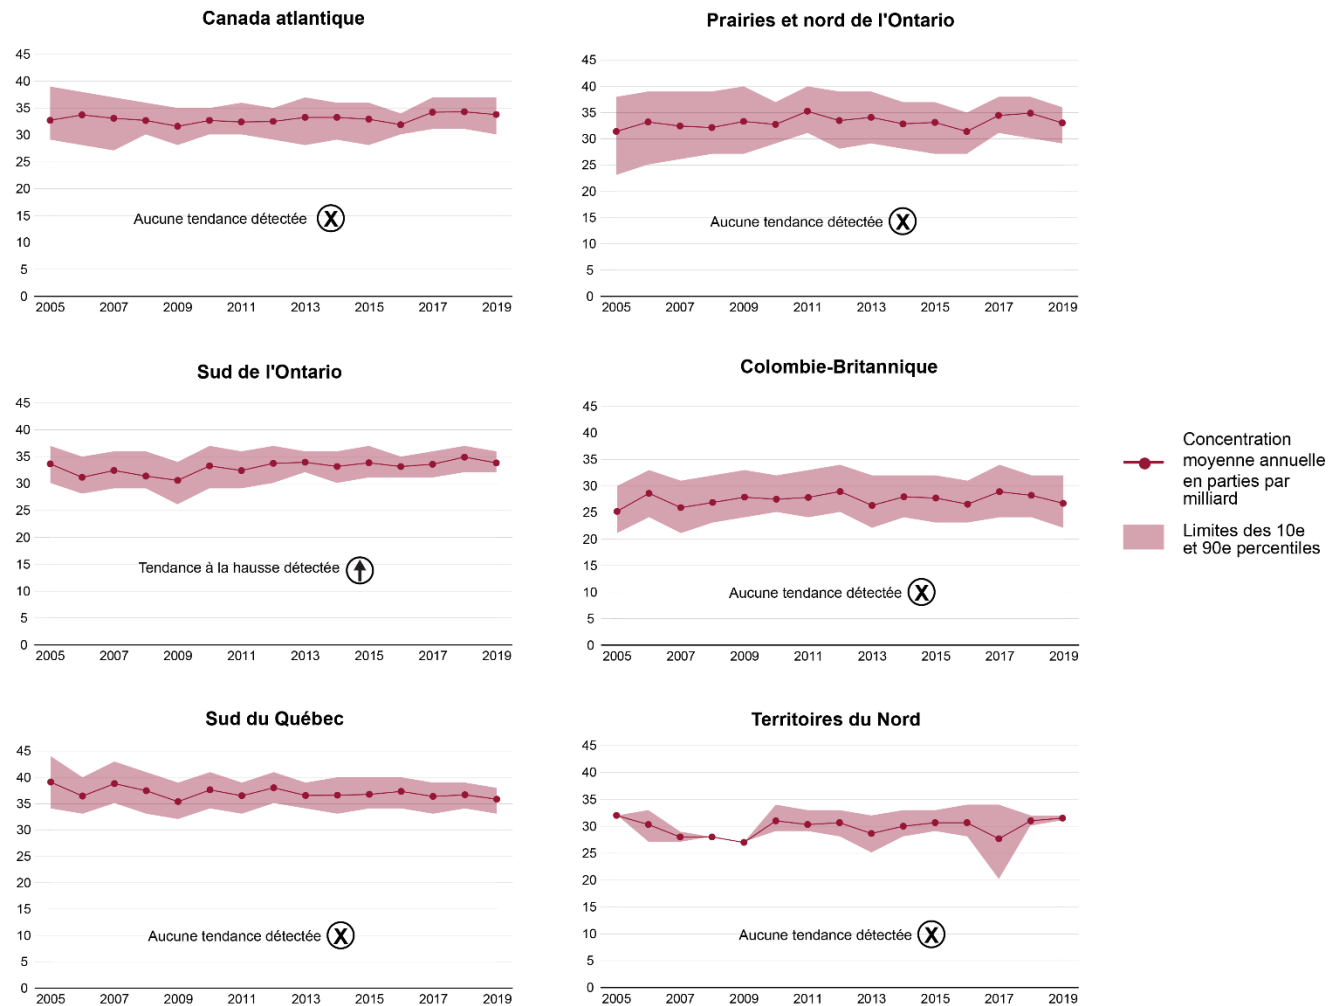 Canada atlantique
45
40
35
30
25
20
15
10
5
0
Aucune tendance détectée X
2005 2007 2009 2011 2013 2015 2017 2019
Prairies et nord de l'Ontario
45
40
35
30
25
20
15
10
5
0
Aucune tendance détectée X
2005 2007 2009 2011 2013 2015 2017 2019
Sud de l'Ontario
45
40
35
30
25
20
15
10
5
0
Tendance à la hausse détectée
2005 2007 2009 2011 2013 2015 2017 2019
Colombie-Britannique
45
40
35
30
25
20
15
10
5
0
Aucune tendance détectée X
2005 2007 2009 2011 2013 2015 2017 2019
Concentration
moyenne annuelle
en parties par
milliard
Limites des 10e
et 90e percentiles
Sud du Québec
45
40
35
30
25
20
15
10
5
0
Aucune tendance détectée X
2005 2007 2009 2011 2013 2015 2017 2019
Territoires du Nord
45
40
35
30
25
20
15
10
5
0
Aucune tendance détectée X
2005 2007 2009 2011 2013 2015 2017 2019